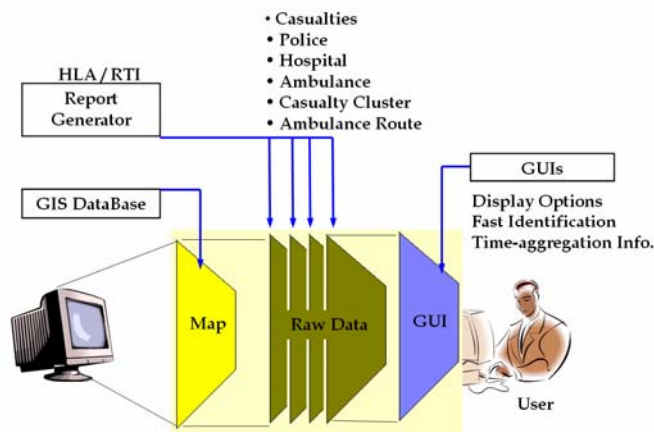 • Casualties
• Police
• Hospital
• Ambulance
• Casualty Cluster
• Ambulance Route
HLA / RTI
Report
Generator
GIS DataBase
GUIs
Display Options
Fast Identification
Time-aggregation Info.
Map
Raw Data
GUI
User